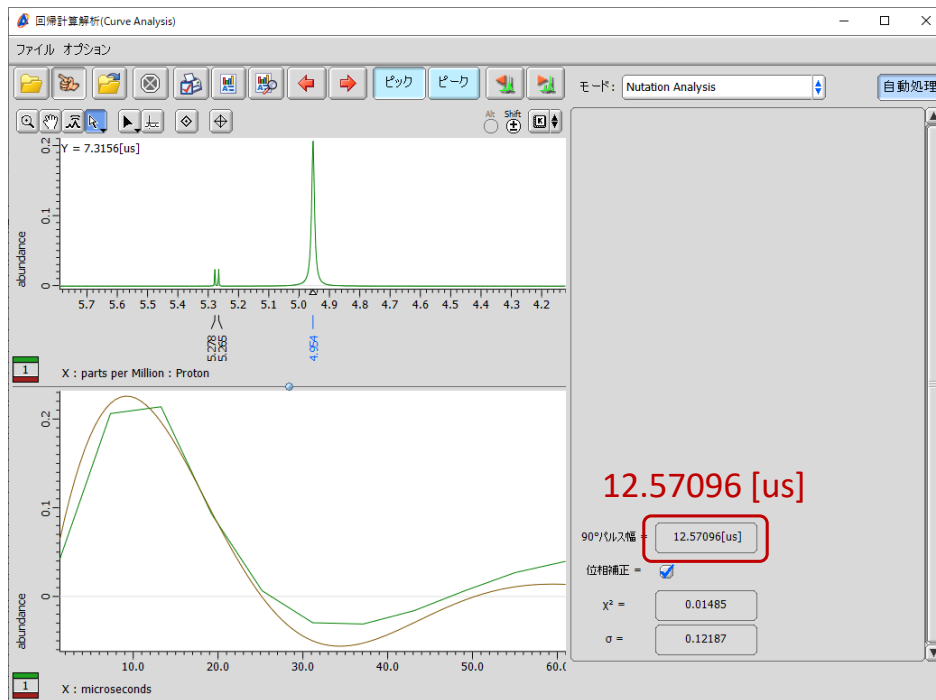 回帰計算解析(Curve Analysis)
ファイル オプション
ピック ピーク モード: Nutation Analysis 自動処理
Alt Shift
Y = 7.3156[us]
0.2
0.1
0
abundance
5.7 5.6 5.5 5.4 5.3 5.2 5.1 5.0 4.9 4.8 4.7 4.6 4.5 4.4 4.3 4.2
5.278
5.265
4.954
1
X : parts per Million : Proton
0.2
0.1
0
abundance
10.0 20.0 30.0 40.0 50.0 60.0
1
X : microseconds
12.57096 [us]
90°パルス幅 = 12.57096[us]
位相補正 =
χ² = 0.01485
σ = 0.12187